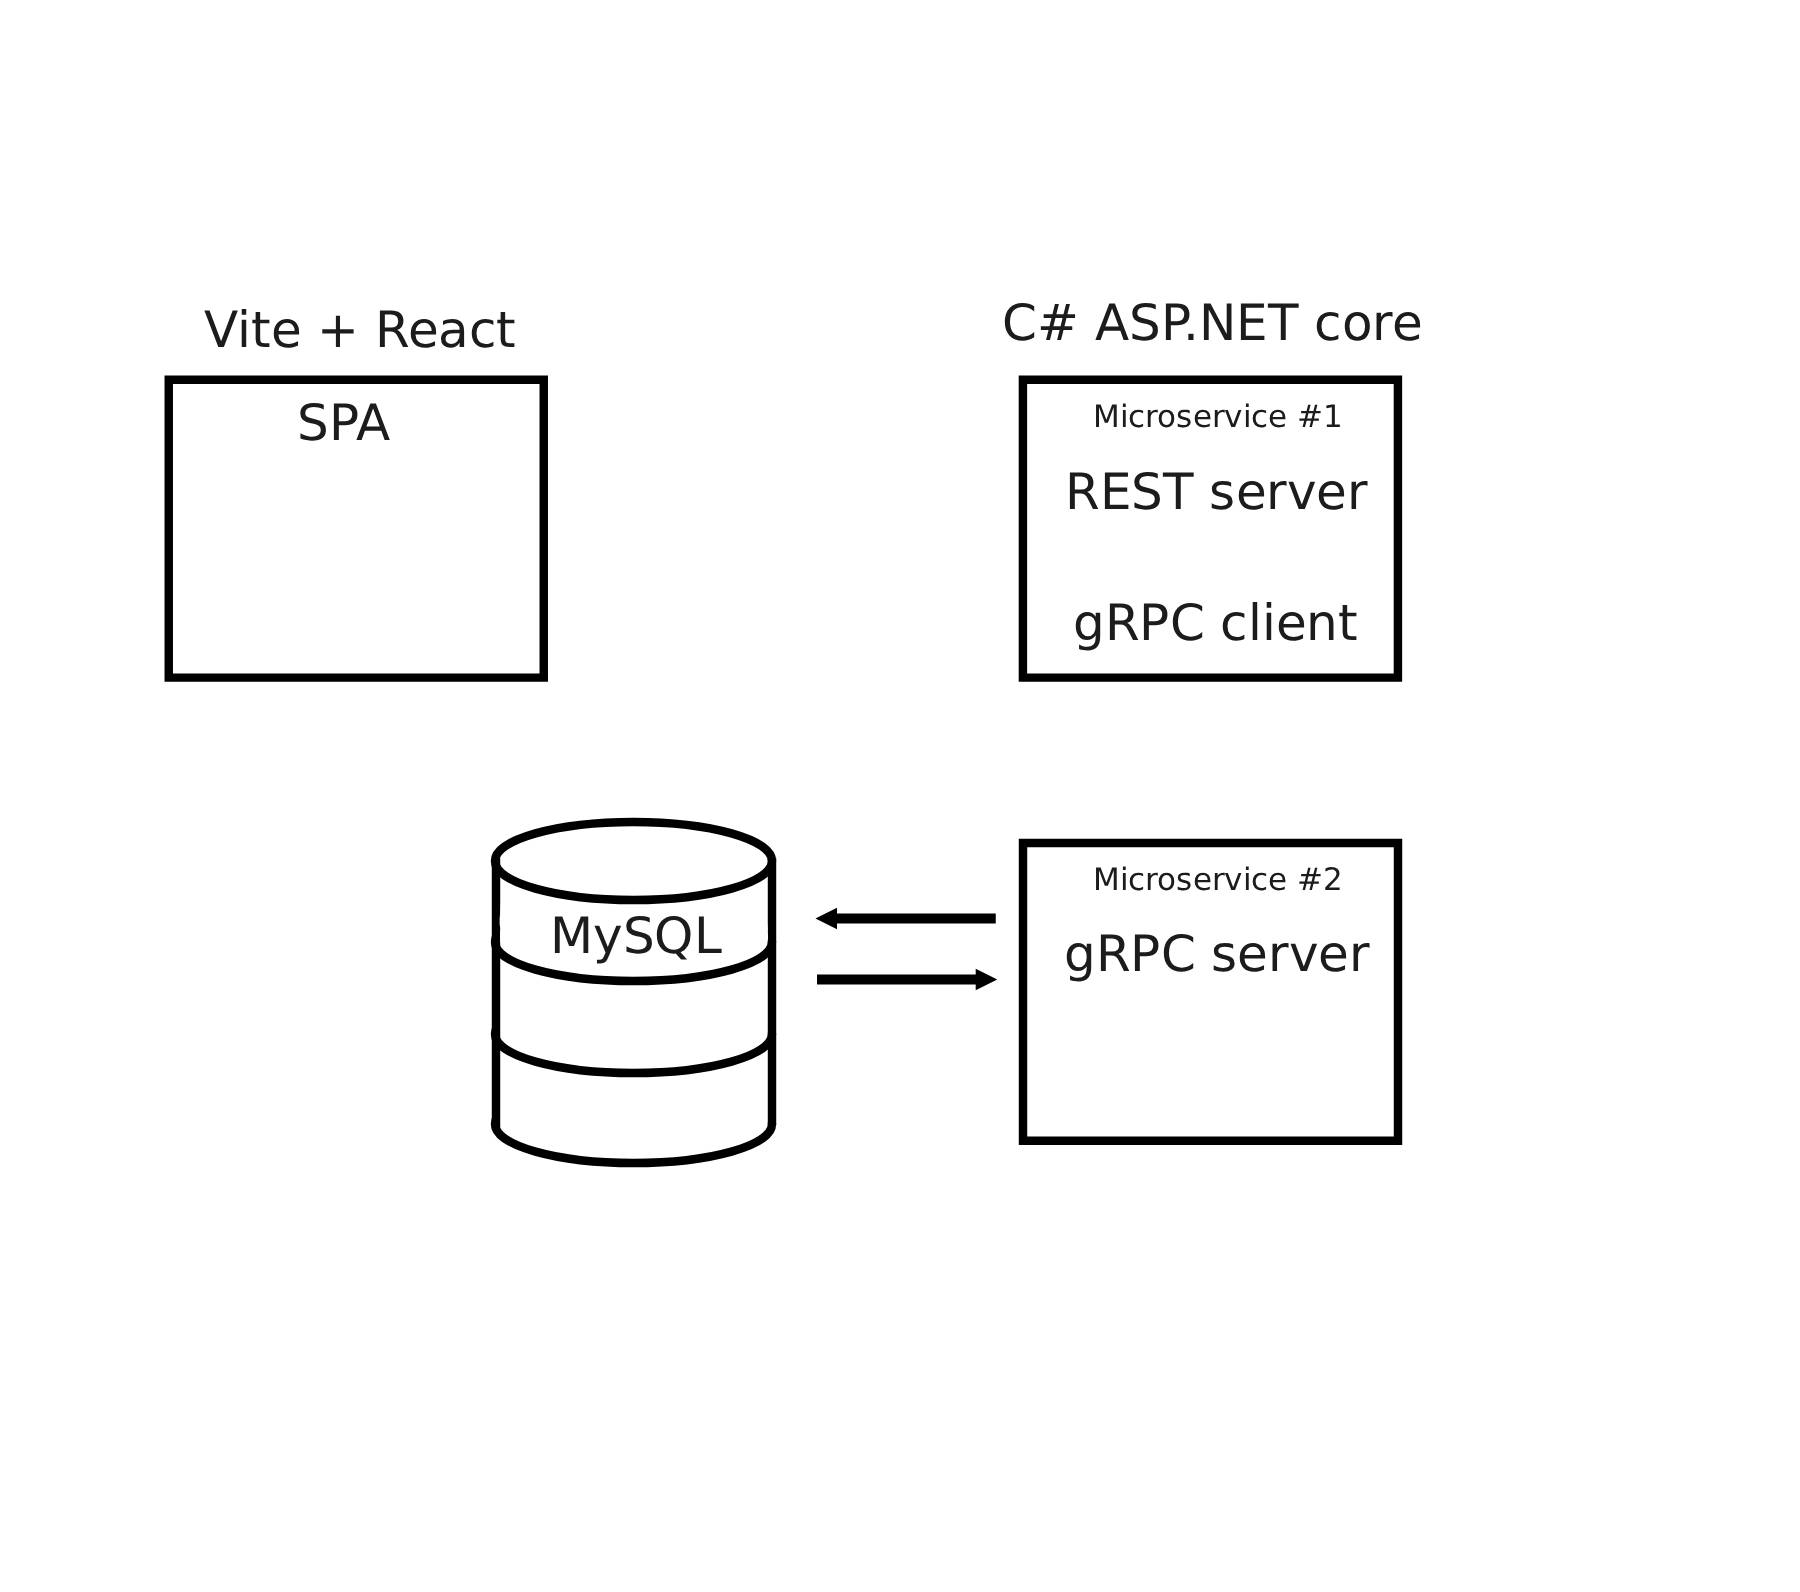 Vite + React
SPA
C# ASP.NET core
Microservice #1
REST server
gRPC client
MySQL
Microservice #2
gRPC server